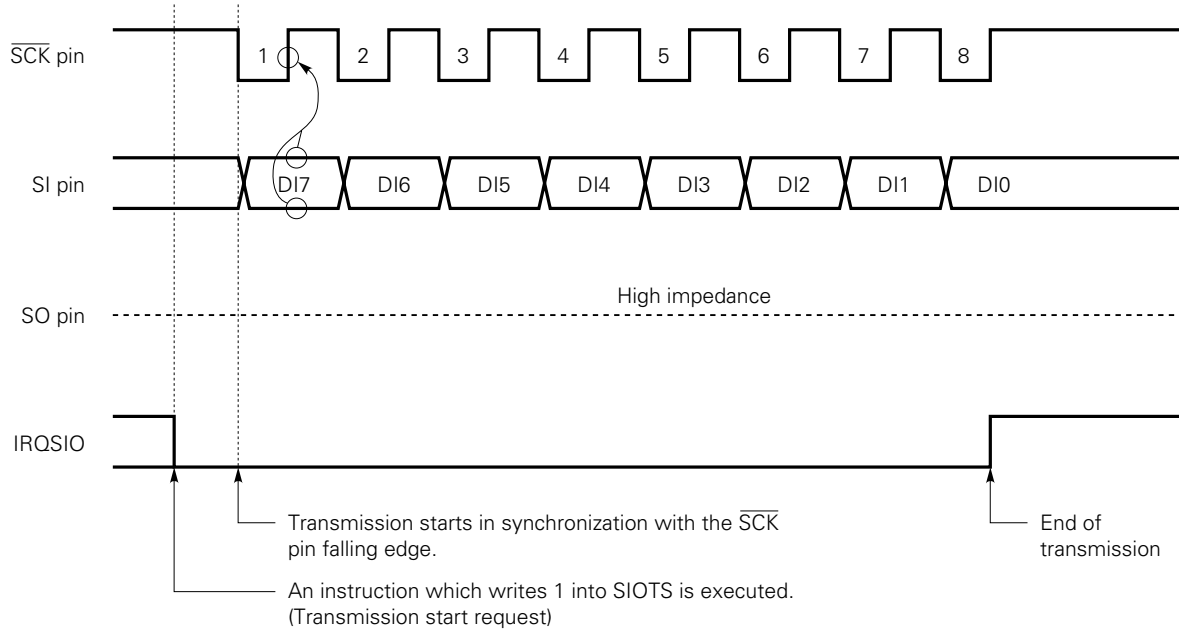 SCK pin
1 2 3 4 5 6 7 8
SI pin
DI7 DI6 DI5 DI4 DI3 DI2 DI1 DI0
High impedance
SO pin
IRQSIO
Transmission starts in synchronization with the SCK
pin falling edge.
End of
transmission
An instruction which writes 1 into SIOTS is executed.
(Transmission start request)